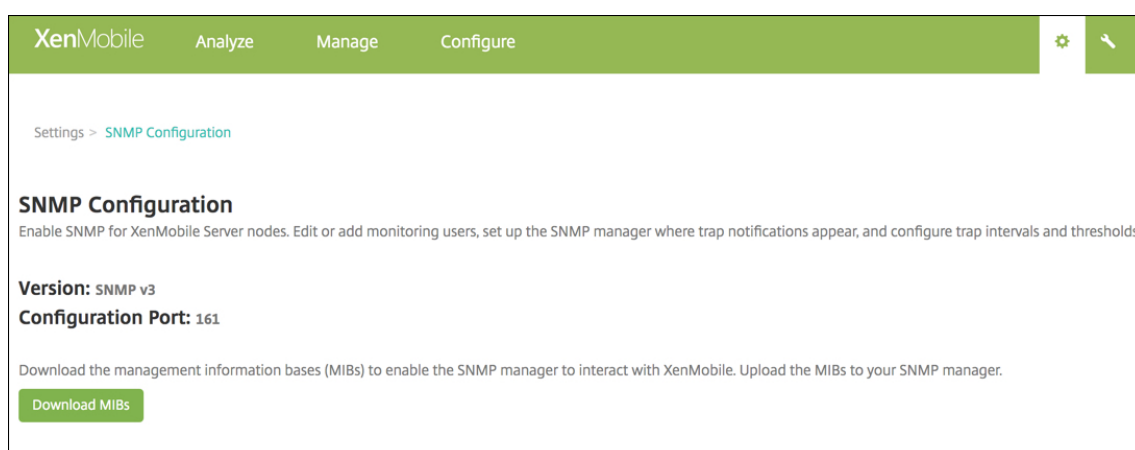 XenMobile Analyze Manage Configure
Settings > SNMP Configuration
SNMP Configuration
Enable SNMP for XenMobile Server nodes. Edit or add monitoring users, set up the SNMP manager where trap notifications appear, and configure trap intervals and thresholds
Version: SNMP v3
Configuration Port: 161
Download the management information bases (MIBs) to enable the SNMP manager to interact with XenMobile. Upload the MIBs to your SNMP manager.
Download MIBs